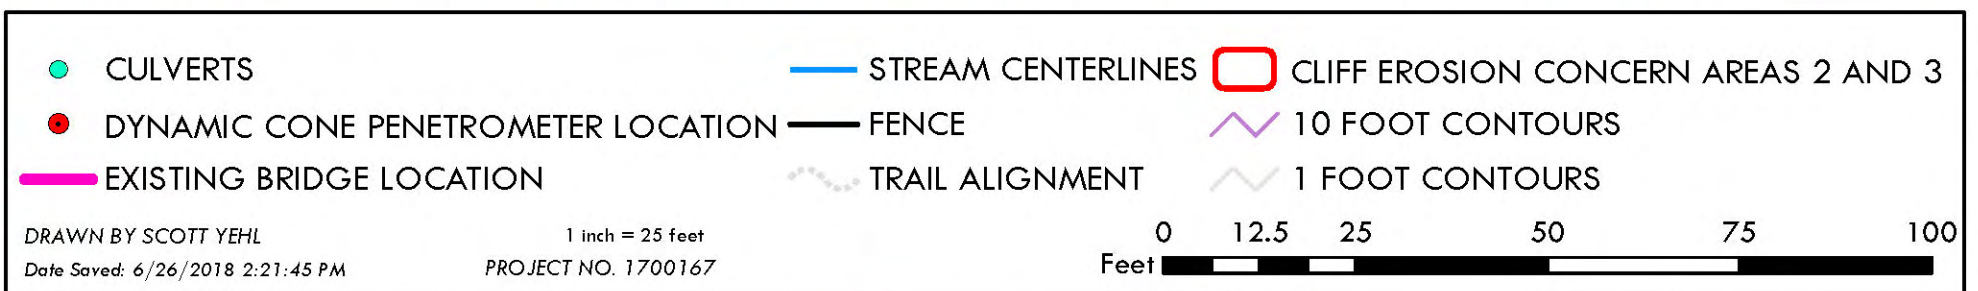 CULVERTS
DYNAMIC CONE PENETROMETER LOCATION
EXISTING BRIDGE LOCATION
STREAM CENTERLINES
FENCE
TRAIL ALIGNMENT
CLIFF EROSION CONCERN AREAS 2 AND 3
10 FOOT CONTOURS
1 FOOT CONTOURS
DRAWN BY SCOTT YEHL
Date Saved: 6/26/2018 2:21:45 PM
1 inch = 25 feet
PROJECT NO. 1700167
0 12.5 25 50 75 100
Feet